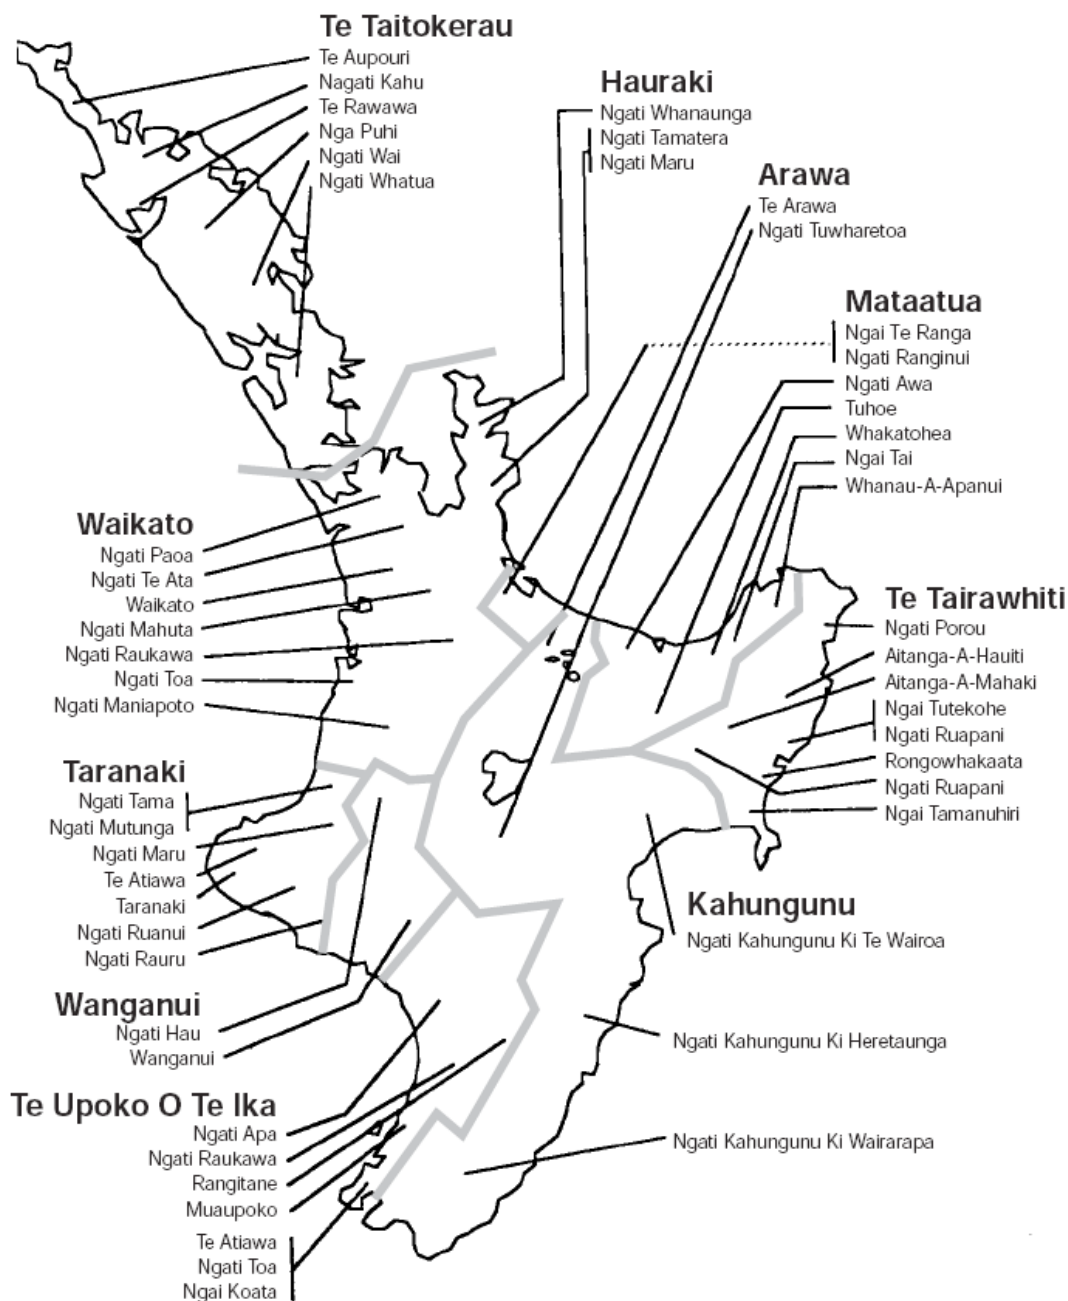 Te Taitokerau
Te Aupouri
Nagati Kahu
Te Rawawa
Nga Puhi
Ngati Wai
Ngati Whatua
Hauraki
Ngati Whanaunga
Ngati Tamatera
Ngati Maru
Arawa
Te Arawa
Ngati Tuwharetoa
Mataatua
Ngai Te Ranga
Ngati Ranginui
Ngati Awa
Tuhoe
Whakatohea
Ngai Tai
Whanau-A-Apanui
Waikato
Ngati Paoa
Ngati Te Ata
Waikato
Ngati Mahuta
Ngati Raukawa
Ngati Toa
Ngati Maniapoto
Te Tairawhiti
Ngati Porou
Aitanga-A-Hauiti
Aitanga-A-Mahaki
Ngai Tutekohe
Ngati Ruapani
Rongowhakaata
Ngati Ruapani
Ngai Tamanuhiri
Taranaki
Ngati Tama
Ngati Mutunga
Ngati Maru
Te Atiawa
Taranaki
Ngati Ruanui
Ngati Rauru
Kahungunu
Ngati Kahungunu Ki Te Wairoa
Ngati Kahungunu Ki Heretaunga
Ngati Kahungunu Ki Wairarapa
Wanganui
Ngati Hau
Wanganui
Te Upoko O Te Ika
Ngati Apa
Ngati Raukawa
Rangitane
Muaupoko
Te Atiawa
Ngati Toa
Ngai Koata